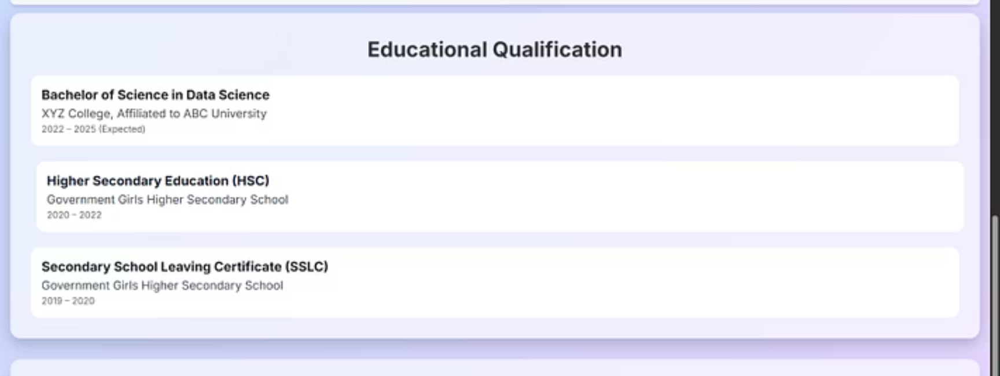 Educational Qualification
Bachelor of Science in Data Science
XYZ College, Affiliated to ABC University
2022 – 2025 (Expected)
Higher Secondary Education (HSC)
Government Girls Higher Secondary School
2020 – 2022
Secondary School Leaving Certificate (SSLC)
Government Girls Higher Secondary School
2019 – 2020